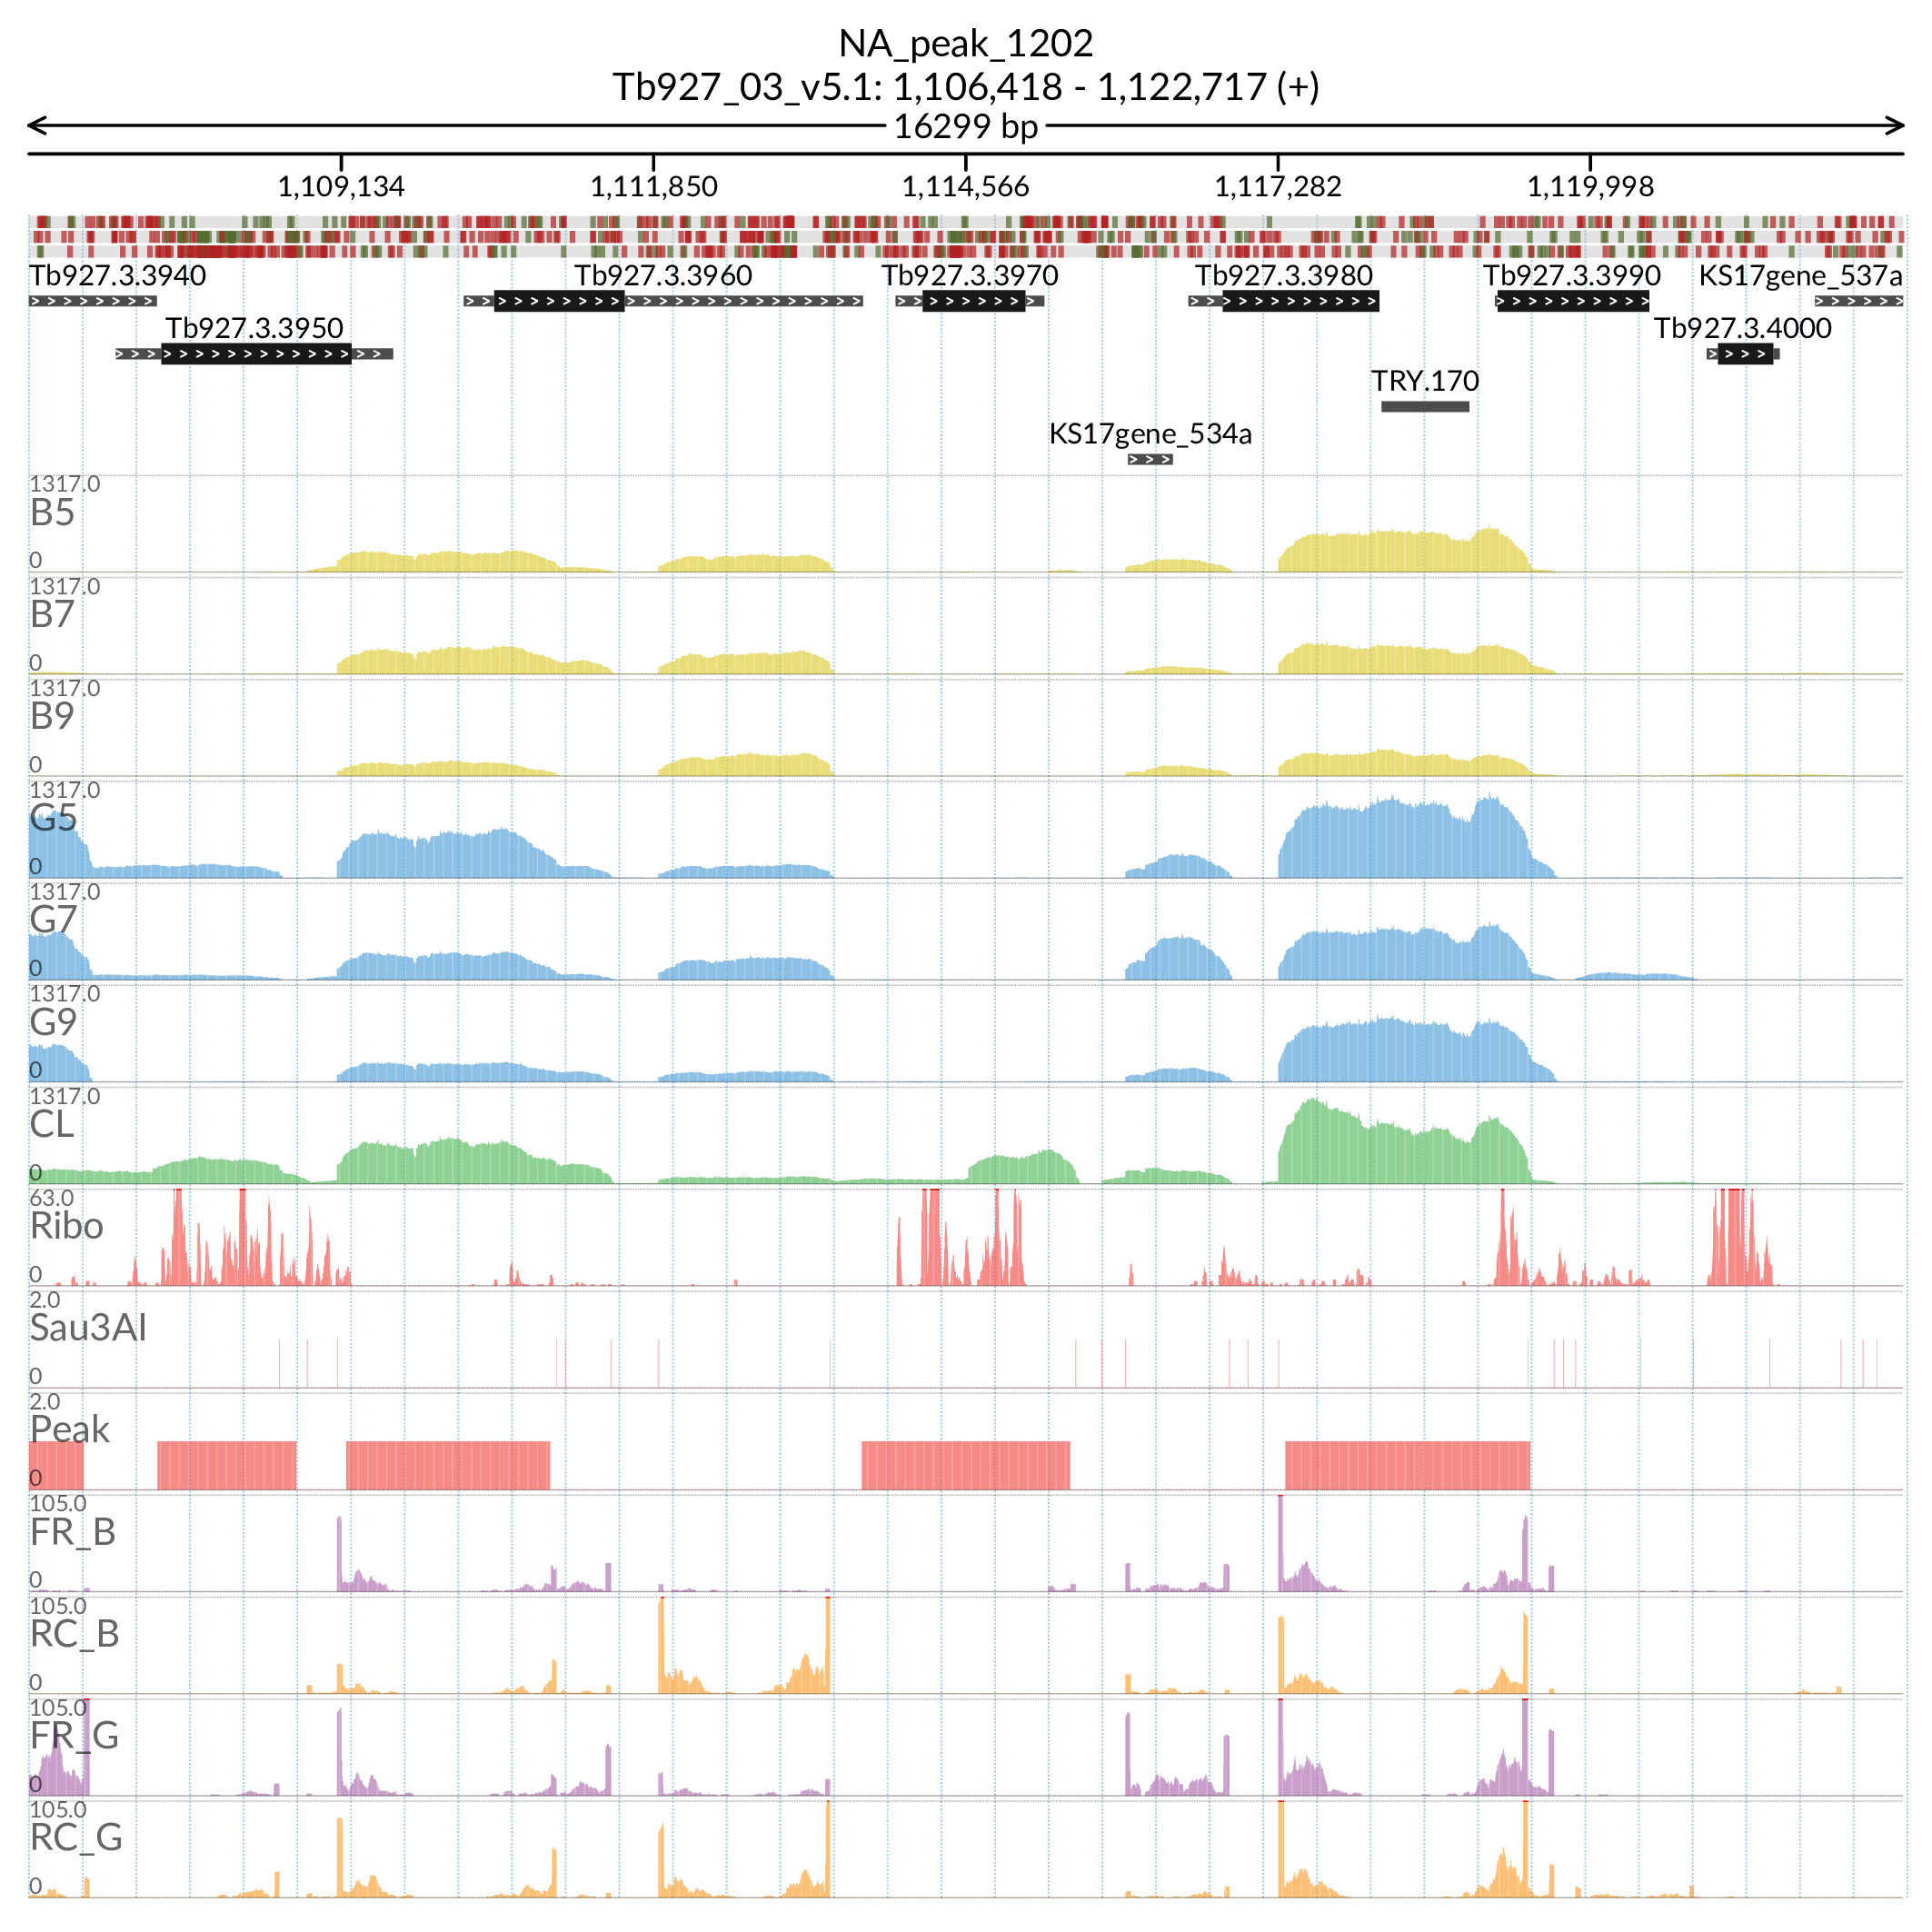 NA_peak_1202
Tb927_03_v5.1: 1,106,418 - 1,122,717 (+)
16299 bp
1,109,134 1,111,850 1,114,566 1,117,282 1,119,998
Tb927.3.3940 Tb927.3.3960 Tb927.3.3970 Tb927.3.3980 Tb927.3.3990 KS17gene_537a
Tb927.3.3950 Tb927.3.4000
TRY.170
KS17gene_534a
1317.0
B5
0
1317.0
B7
0
1317.0
B9
0
1317.0
G5
0
1317.0
G7
0
1317.0
G9
0
1317.0
CL
0
63.0
Ribo
0
2.0
Sau3AI
0
2.0
Peak
0
105.0
FR_B
0
105.0
RC_B
0
105.0
FR_G
0
105.0
RC_G
0